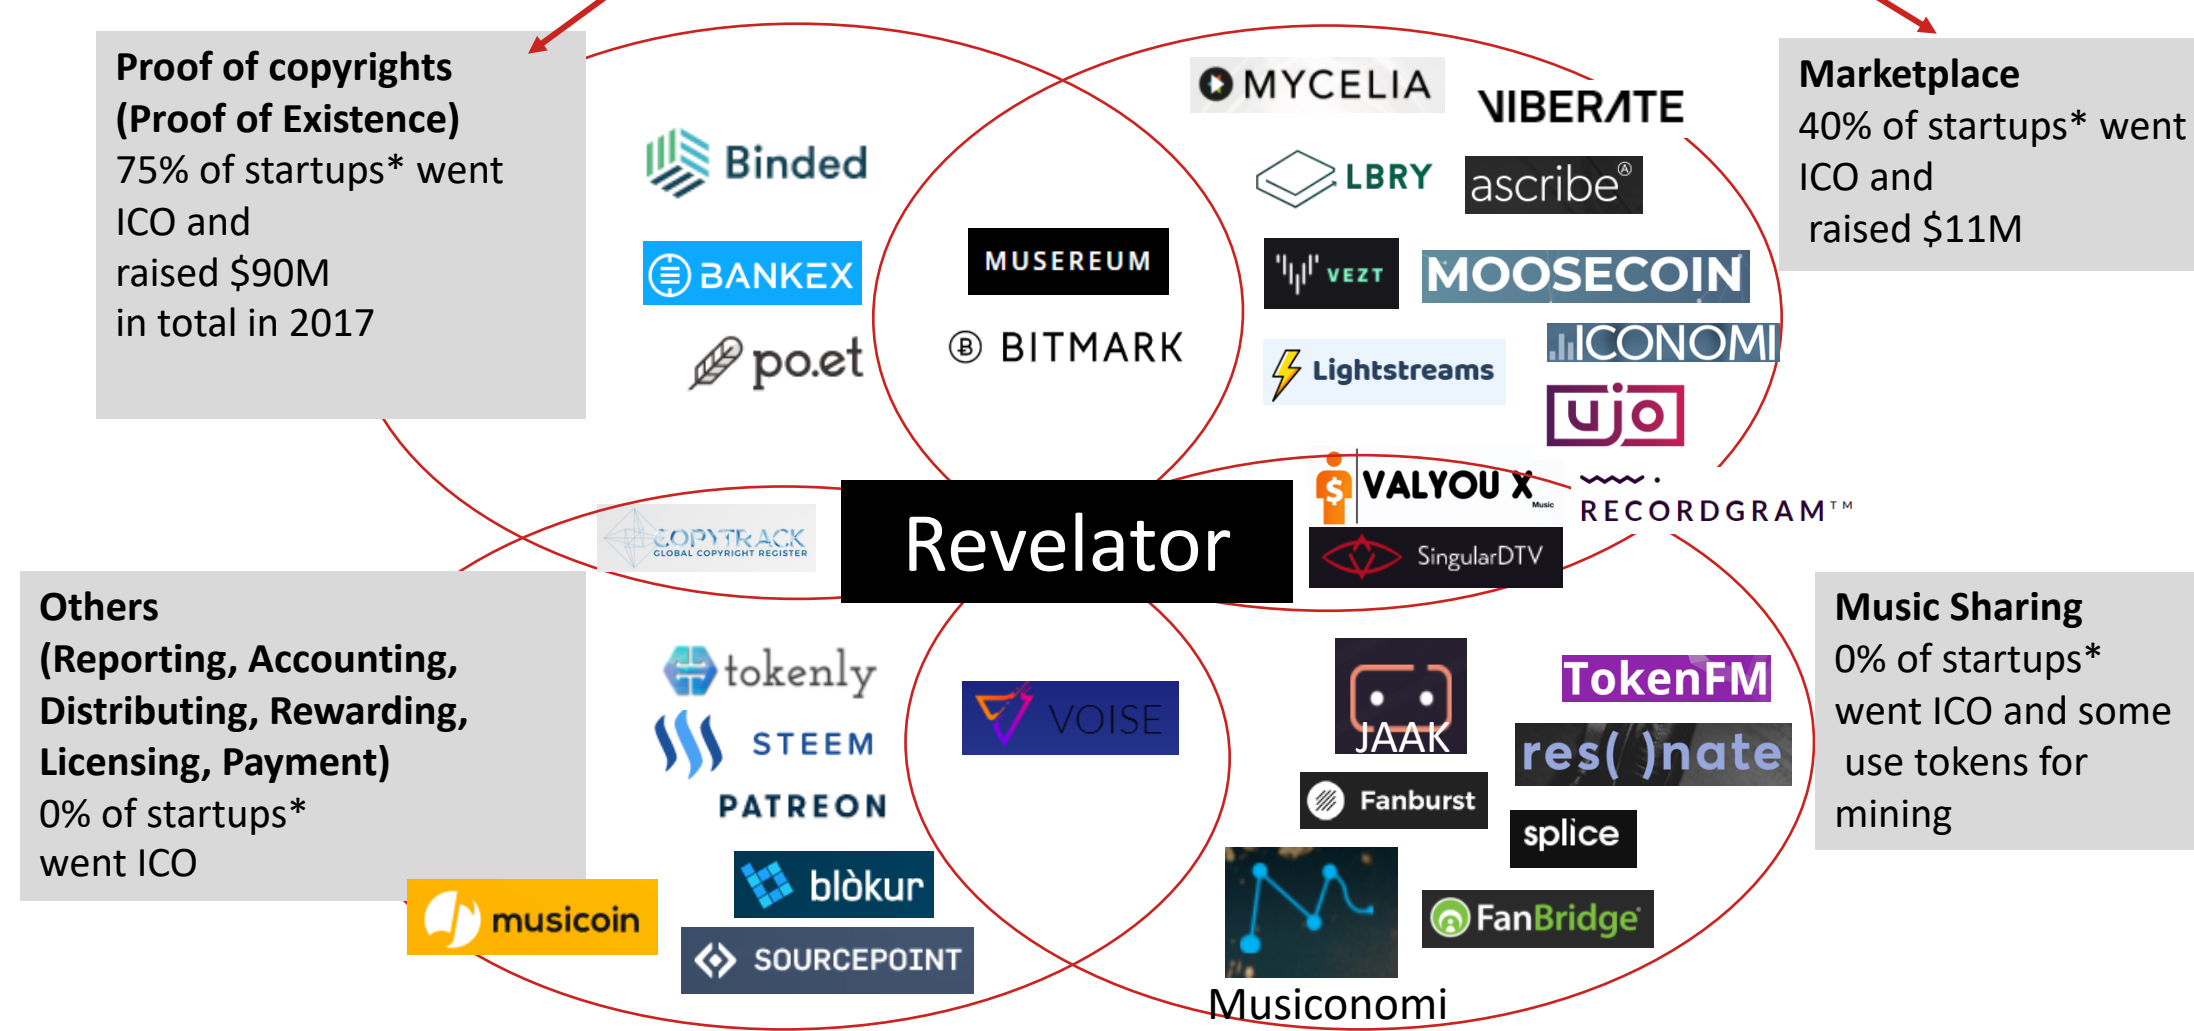 Proof of copyrights
(Proof of Existence)
75% of startups* went
ICO and
raised $90M
in total in 2017
Binded
BANKEX
po.et
MUSEREUM
BITMARK
MYCELIA
VIBERATE
LBRY
ascribe
VEZT
MOOSECOIN
ICONOMI
Lightstreams
ujo
Marketplace
40% of startups* went
ICO and
raised $11M
COPYTRACK
GLOBAL COPYRIGHT REGISTER
Revelator
$
VALYOU X
Music
RECORDGRAM™
SingularDTV
Others
(Reporting, Accounting,
Distributing, Rewarding,
Licensing, Payment)
0% of startups*
went ICO
tokenly
STEEM
PATREON
blòkur
musicoin
SOURCEPOINT
VOISE
JAAK
TokenFM
res( )nate
Fanburst
splice
FanBridge
Musiconomi
Music Sharing
0% of startups*
went ICO and some
use tokens for
mining